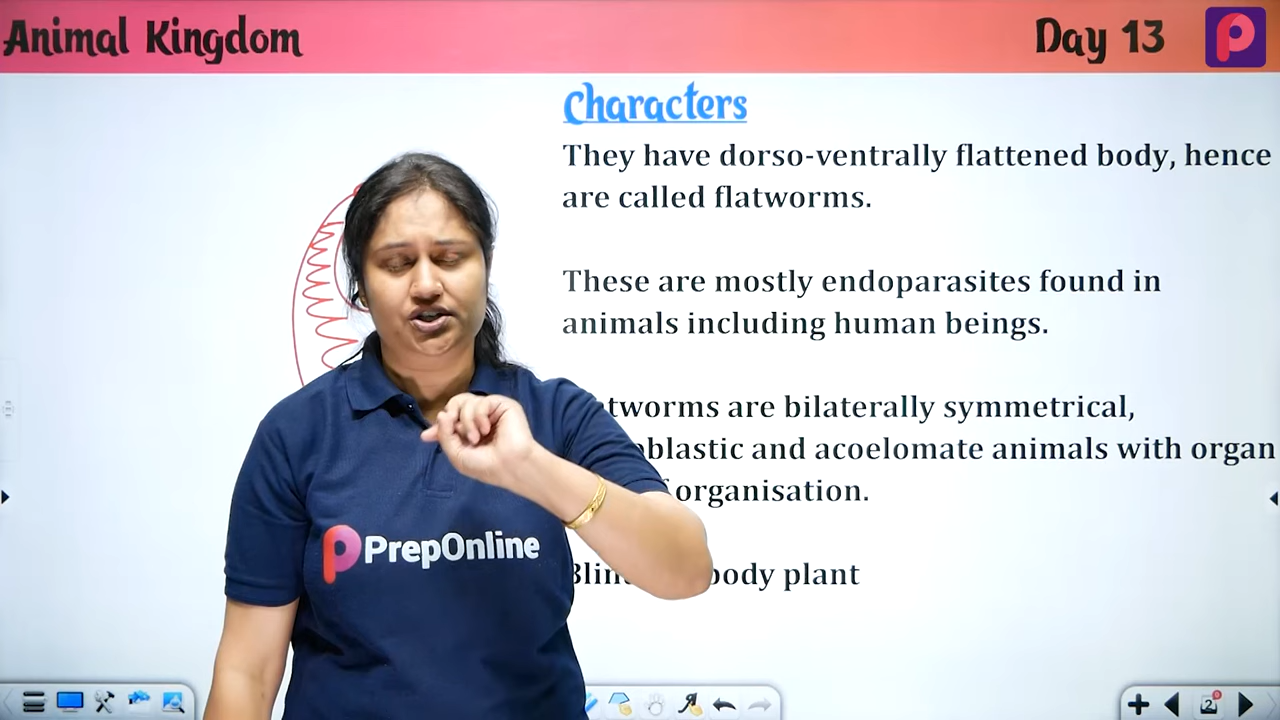 Animal Kingdom
Day 13
Characters
They have dorso-ventrally flattened body, hence
are called flatworms.
These are mostly endoparasites found in
animals including human beings.
tworms are bilaterally symmetrical,
blastic and acoelomate animals with organ
organisation.
body plant
PrepOnline
2